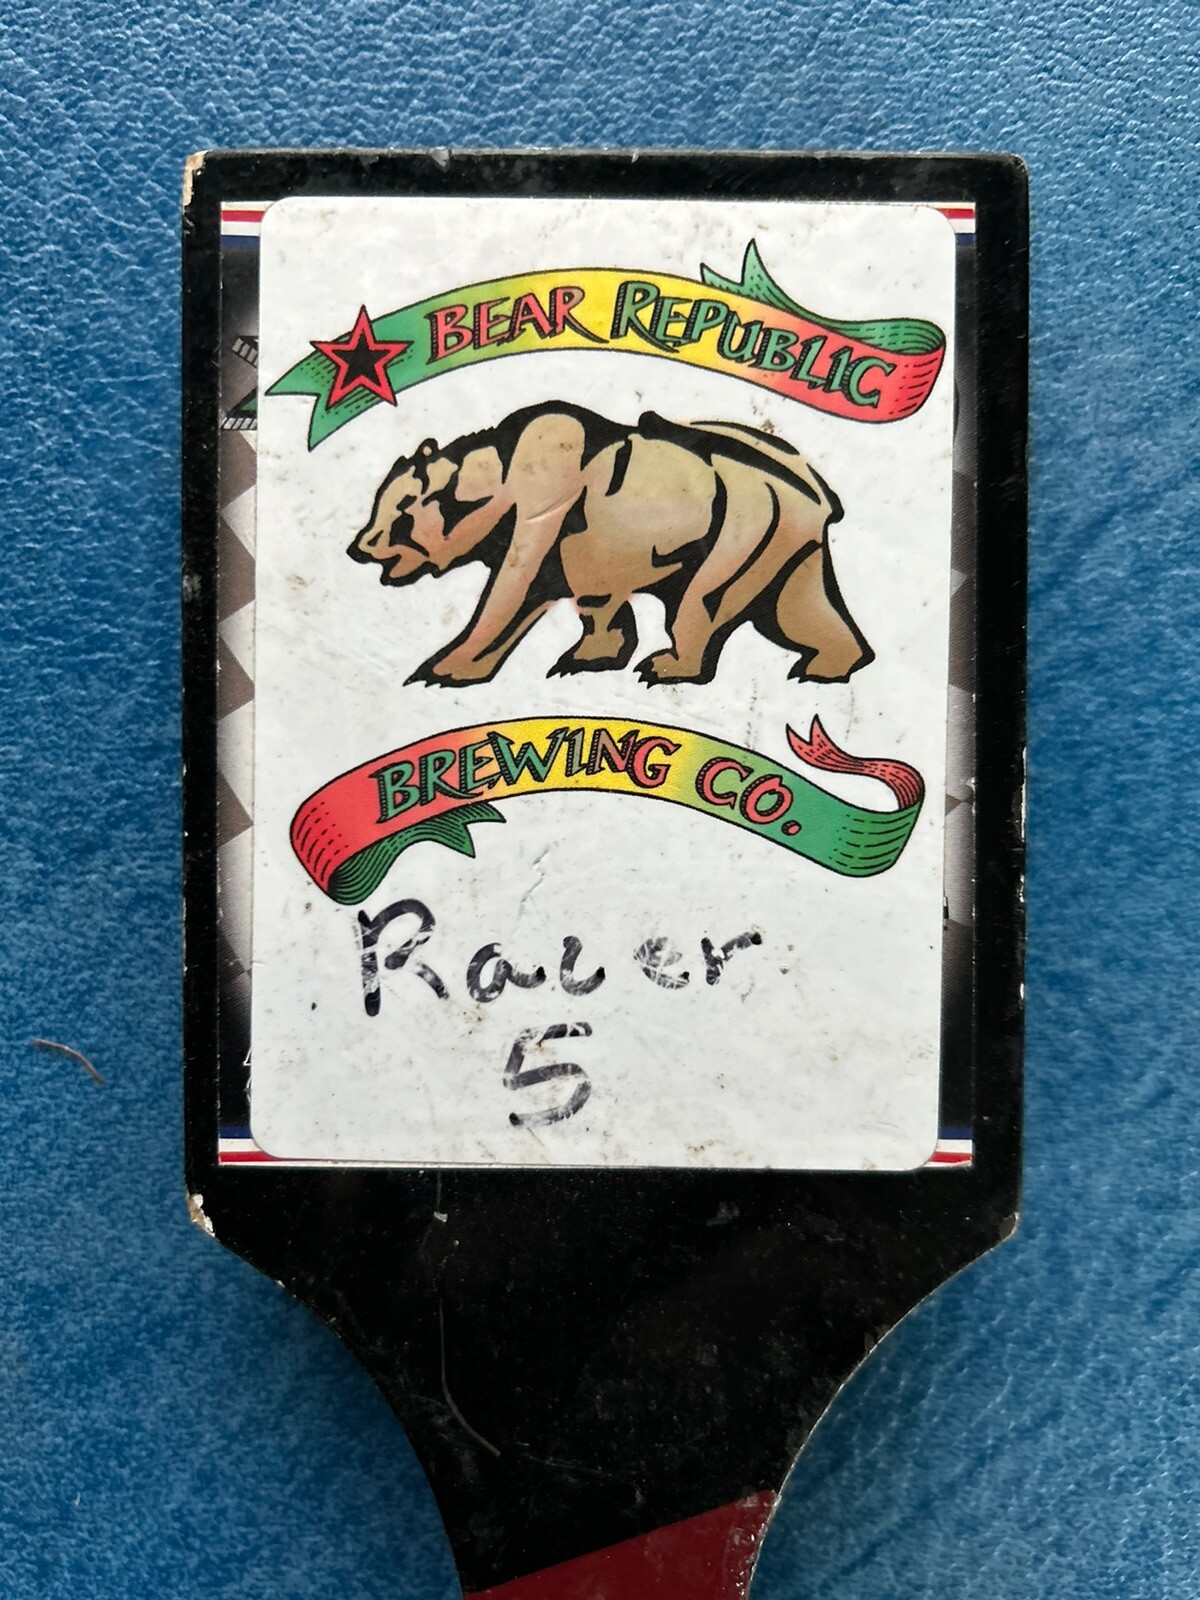 BEAR REPUBLIC
BREWING CO.
Racer
5